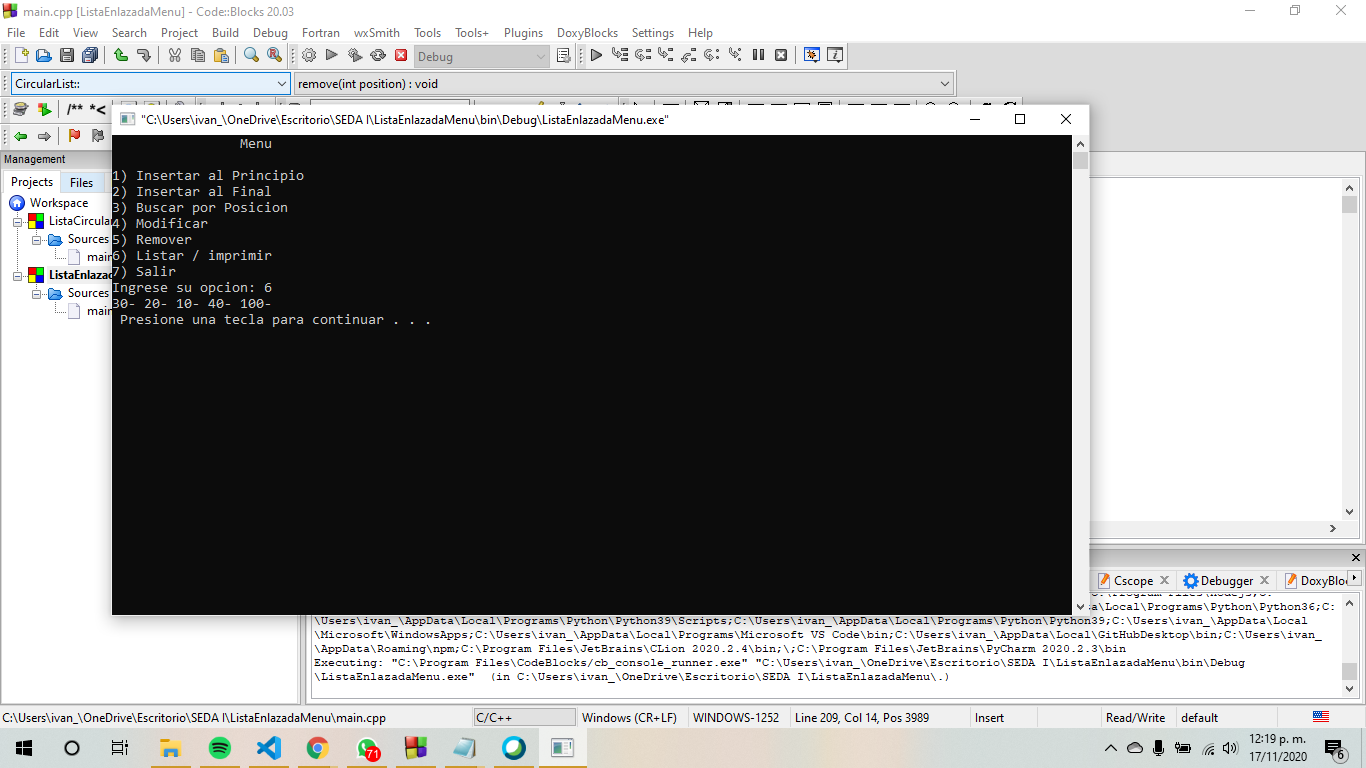 main.cpp [ListaEnlazadaMenu] - Code::Blocks 20.03
File Edit View Search Project Build Debug Fortran wxSmith Tools Tools+ Plugins DoxyBlocks Settings Help
Debug
CircularList:: remove(int position) : void
/** *<
"C:\Users\ivan_\OneDrive\Escritorio\SEDA I\ListaEnlazadaMenu\bin\Debug\ListaEnlazadaMenu.exe"
Menu
1) Insertar al Principio
2) Insertar al Final
3) Buscar por Posicion
4) Modificar
5) Remover
6) Listar / imprimir
7) Salir
Ingrese su opcion: 6
30- 20- 10- 40- 100-
Presione una tecla para continuar . . .
Management
Projects Files
Workspace
ListaCircular
Sources
main
ListaEnlazad
Sources
main
Cscope Debugger DoxyBlo
ta\Local\Programs\Python\Python36;C:
\Users\ivan_\AppData\Local\Programs\Python\Python39\Scripts;C:\Users\ivan_\AppData\Local\Programs\Python\Python39;C:\Users\ivan_\AppData\Local
\Microsoft\WindowsApps;C:\Users\ivan_\AppData\Local\Programs\Microsoft VS Code\bin;C:\Users\ivan_\AppData\Local\GitHubDesktop\bin;C:\Users\ivan_
\AppData\Roaming\npm;C:\Program Files\JetBrains\CLion 2020.2.4\bin;\;C:\Program Files\JetBrains\PyCharm 2020.2.3\bin
Executing: "C:\Program Files\CodeBlocks/cb_console_runner.exe" "C:\Users\ivan_\OneDrive\Escritorio\SEDA I\ListaEnlazadaMenu\bin\Debug
\ListaEnlazadaMenu.exe" (in C:\Users\ivan_\OneDrive\Escritorio\SEDA I\ListaEnlazadaMenu\.)
C:\Users\ivan_\OneDrive\Escritorio\SEDA I\ListaEnlazadaMenu\main.cpp C/C++ Windows (CR+LF) WINDOWS-1252 Line 209, Col 14, Pos 3989 Insert Read/Write default
71
12:19 p. m.
17/11/2020
6